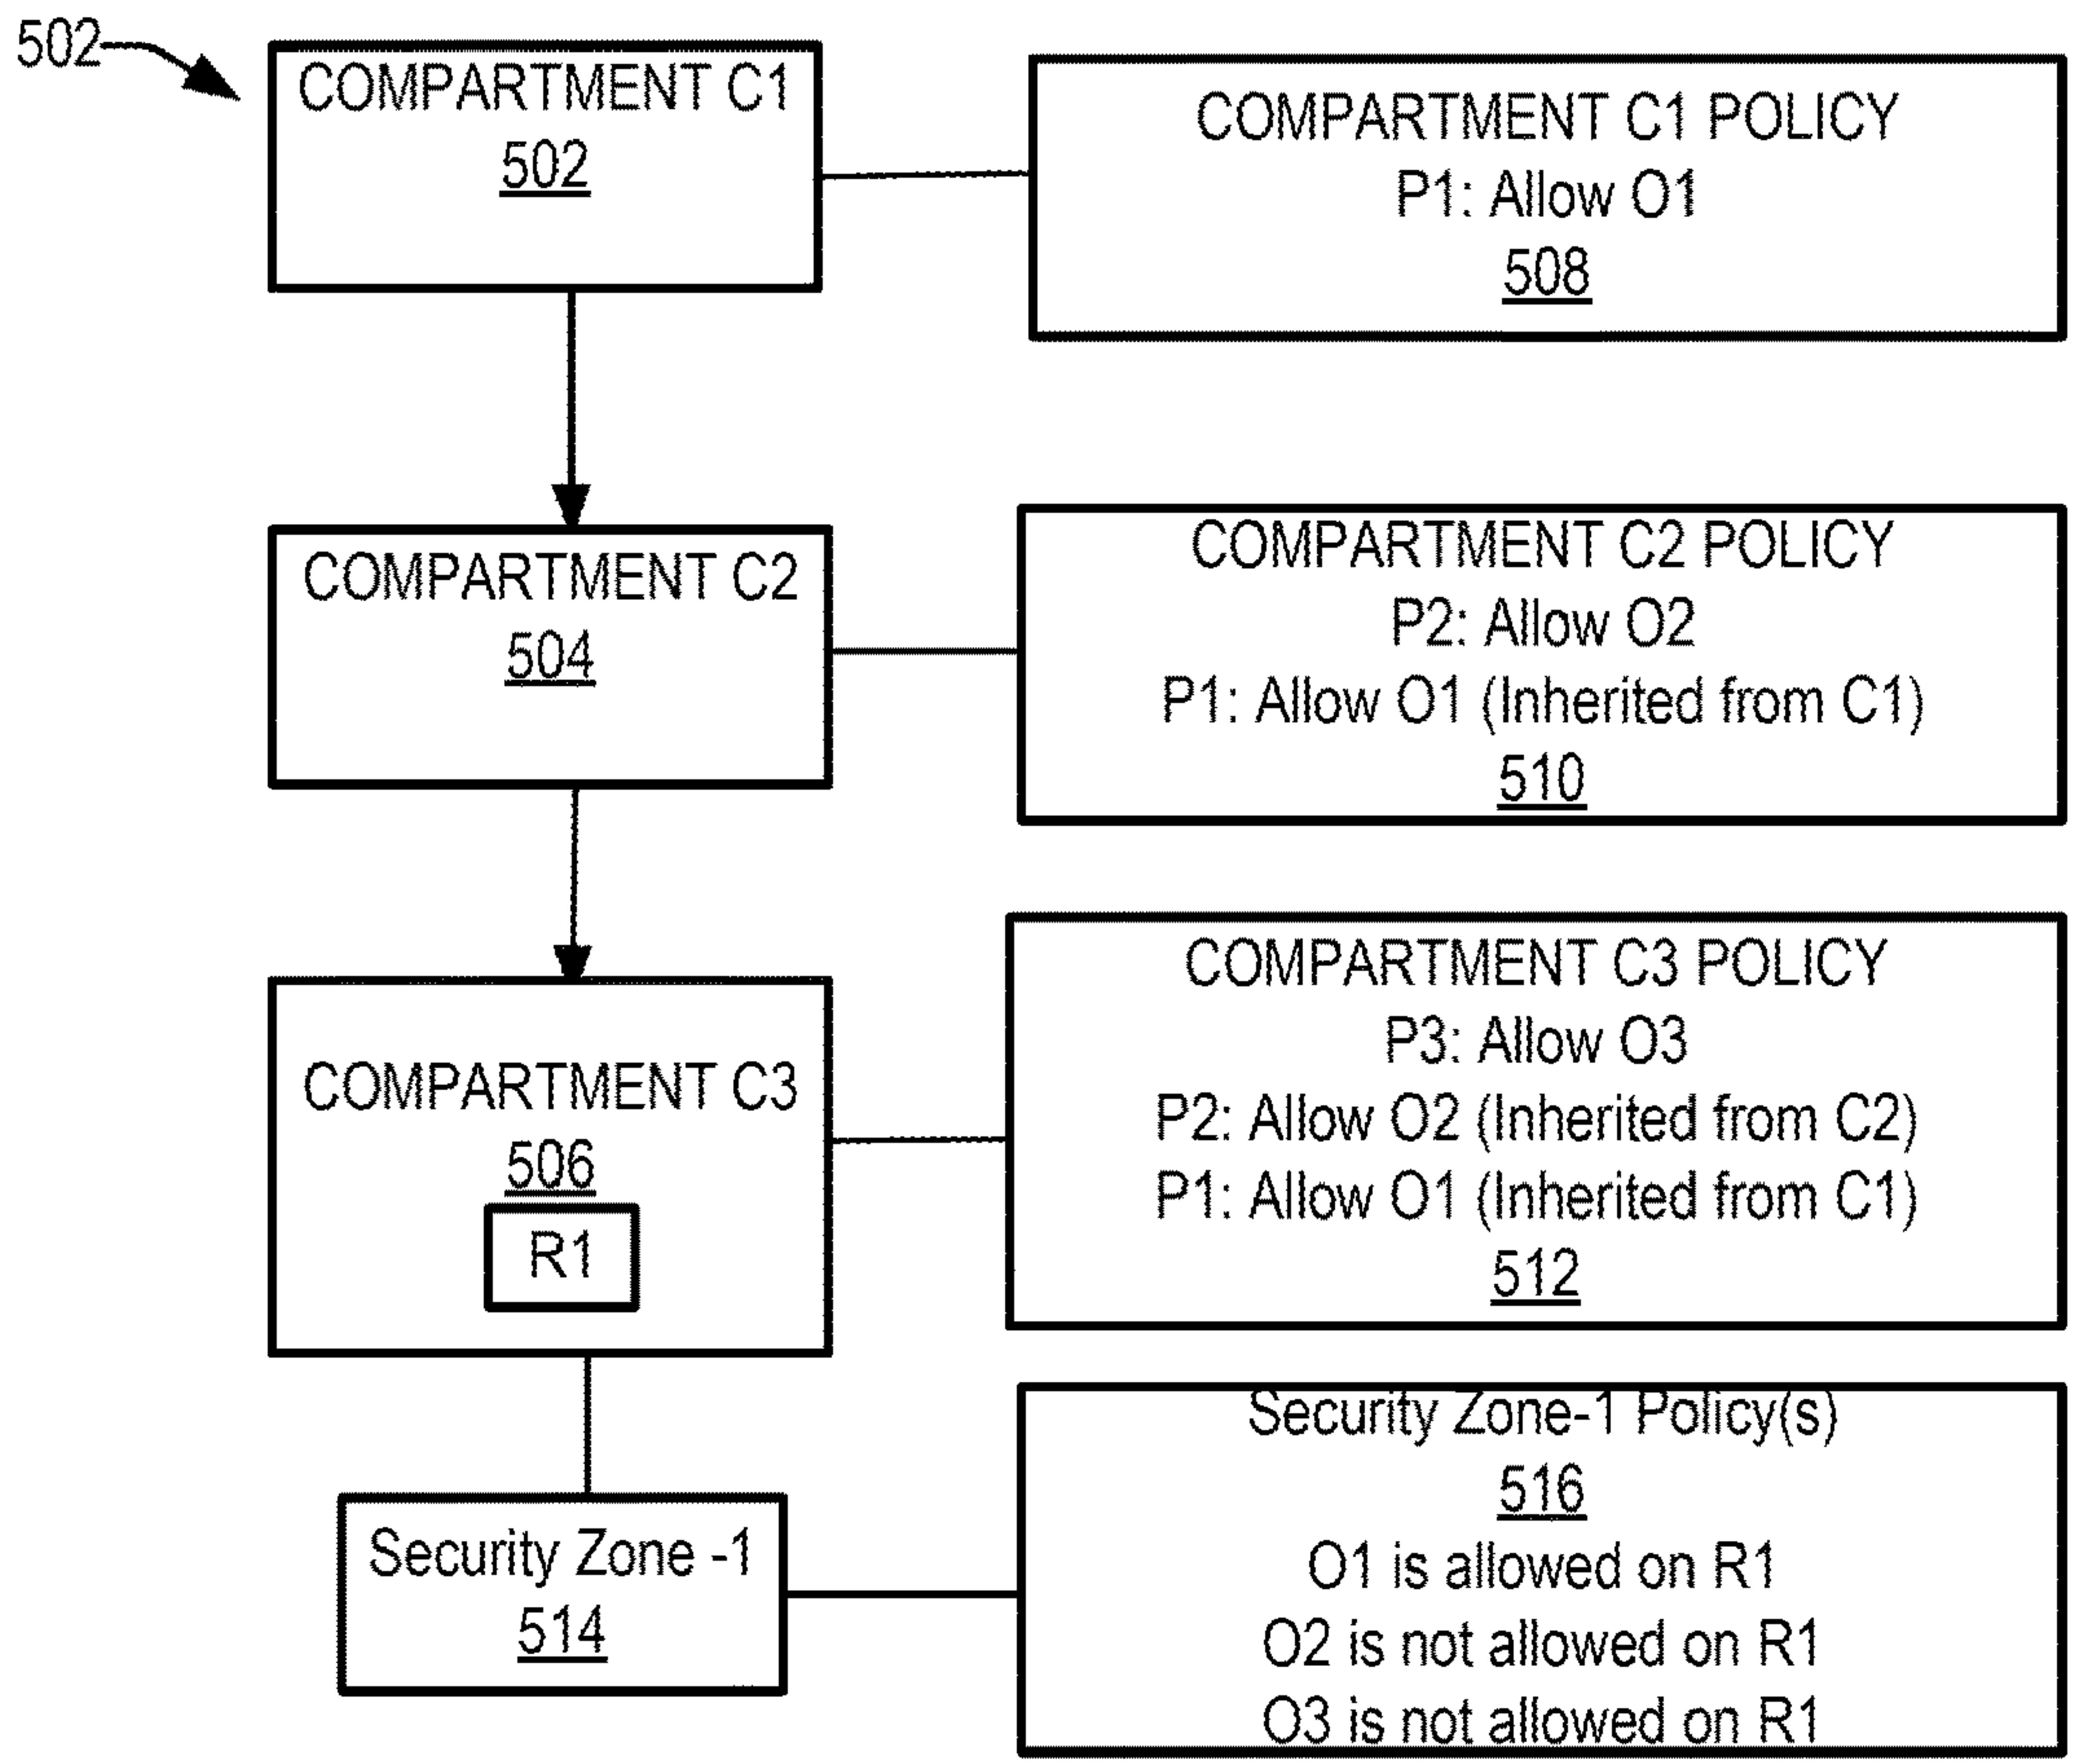 502
COMPARTMENT C1
502
COMPARTMENT C1 POLICY
P1: Allow O1
508
COMPARTMENT C2
504
COMPARTMENT C2 POLICY
P2: Allow O2
P1: Allow O1 (Inherited from C1)
510
COMPARTMENT C3
506
R1
COMPARTMENT C3 POLICY
P3: Allow O3
P2: Allow O2 (Inherited from C2)
P1: Allow O1 (Inherited from C1)
512
Security Zone -1
514
Security Zone-1 Policy(s)
516
O1 is allowed on R1
O2 is not allowed on R1
O3 is not allowed on R1